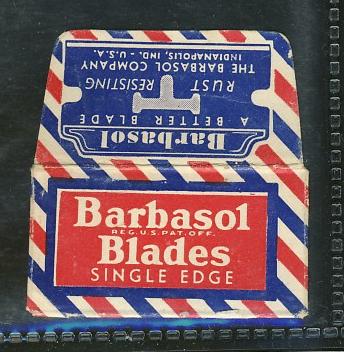 THE BARBASOL COMPANY
INDIANAPOLIS, IND. - U.S.A.
RUST RESISTING
A BETTER BLADE
Barbasol
Barbasol
REG. U.S. PAT. OFF.
Blades
SINGLE EDGE